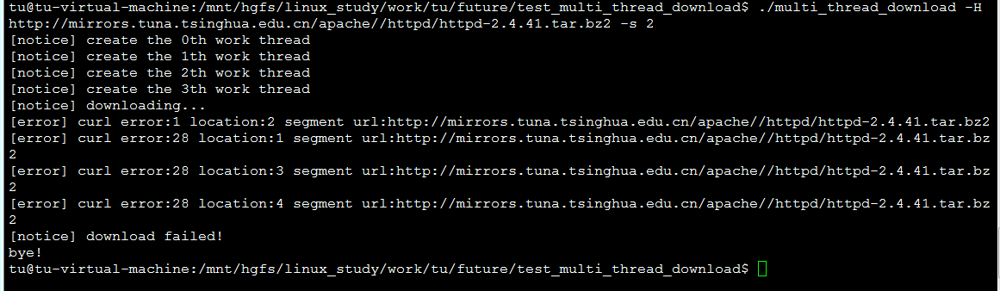 tu@tu-virtual-machine:/mnt/hgfs/linux_study/work/tu/future/test_multi_thread_download$ ./multi_thread_download -H
http://mirrors.tuna.tsinghua.edu.cn/apache//httpd/httpd-2.4.41.tar.bz2 -s 2
[notice] create the 0th work thread
[notice] create the 1th work thread
[notice] create the 2th work thread
[notice] create the 3th work thread
[notice] downloading...
[error] curl error:1 location:2 segment url:http://mirrors.tuna.tsinghua.edu.cn/apache//httpd/httpd-2.4.41.tar.bz2
[error] curl error:28 location:1 segment url:http://mirrors.tuna.tsinghua.edu.cn/apache//httpd/httpd-2.4.41.tar.bz
2
[error] curl error:28 location:3 segment url:http://mirrors.tuna.tsinghua.edu.cn/apache//httpd/httpd-2.4.41.tar.bz
2
[error] curl error:28 location:4 segment url:http://mirrors.tuna.tsinghua.edu.cn/apache//httpd/httpd-2.4.41.tar.bz
2
[notice] download failed!
bye!
tu@tu-virtual-machine:/mnt/hgfs/linux_study/work/tu/future/test_multi_thread_download$